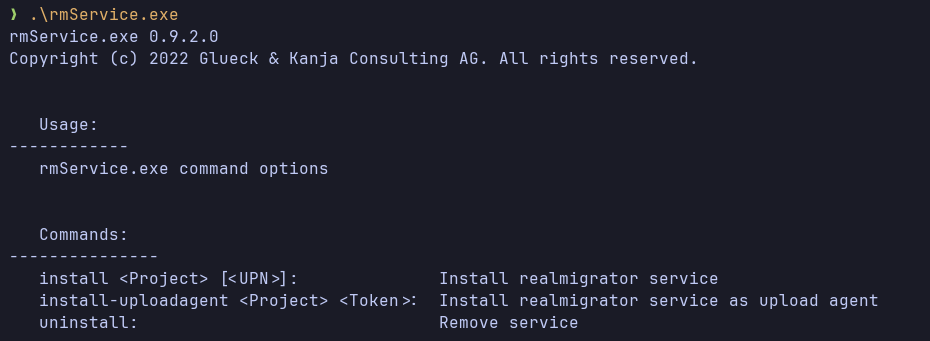 ❯ .\rmService.exe
rmService.exe 0.9.2.0
Copyright (c) 2022 Glueck & Kanja Consulting AG. All rights reserved.
Usage:
------------
rmService.exe command options
Commands:
---------------
install <Project> [<UPN>]: Install realmigrator service
install-uploadagent <Project> <Token>: Install realmigrator service as upload agent
uninstall: Remove service